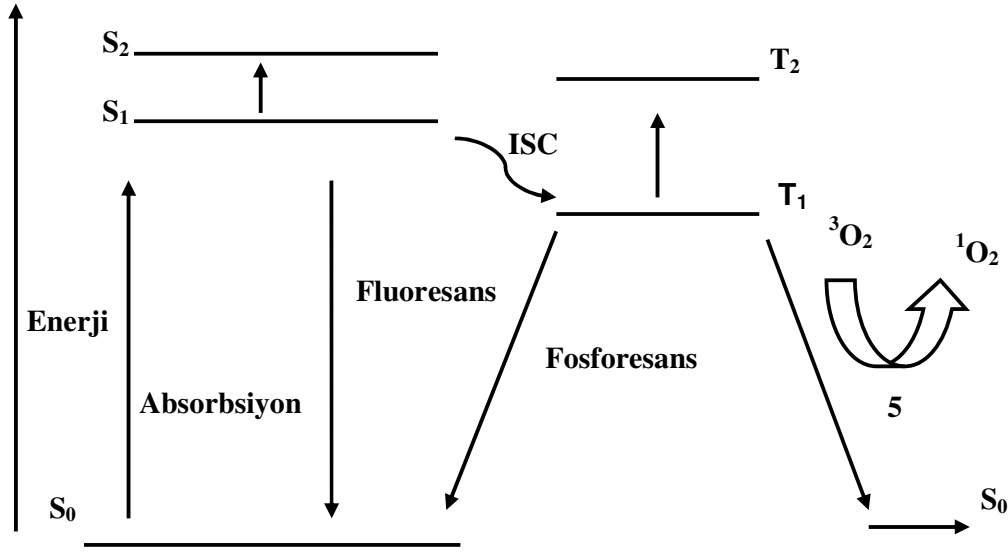 S₂
T₂
S₁
ISC
T₁
³O₂
¹O₂
Fluoresans
Enerji
Fosforesans
Absorbsiyon
5
S₀
S₀